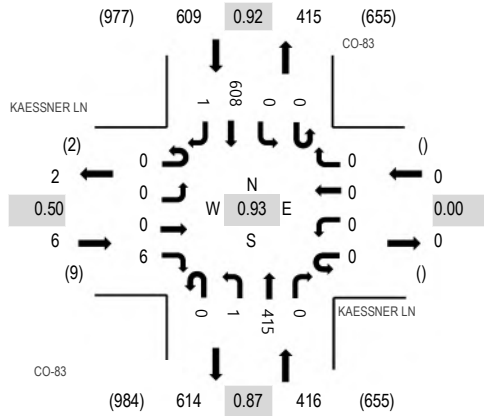 (977) 609 0.92 415 (655)
CO-83
KAESSNER LN
1 608 0 0
(2) 0 0 ()
2 0 0 0
N
0.50 0 W 0.93 E 0 0.00
S
6 6 0 0
(9) ()
0 1 415 0
KAESSNER LN
CO-83
(984) 614 0.87 416 (655)